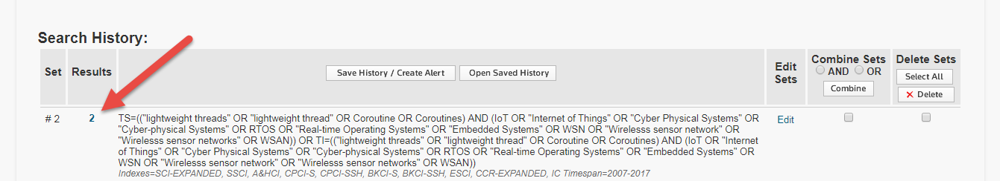 Search History:
Set
Results
Save History / Create Alert
Open Saved History
Edit
Sets
Combine Sets
AND OR
Combine
Delete Sets
Select All
Delete
# 2
2
TS=(("lightweight threads" OR "lightweight thread" OR Coroutine OR Coroutines) AND (IoT OR "Internet of Things" OR "Cyber Physical Systems" OR
"Cyber-physical Systems" OR RTOS OR "Real-time Operating Systems" OR "Embedded Systems" OR WSN OR "Wirelesss sensor network" OR
"Wirelesss sensor networks" OR WSAN)) OR TI=(("lightweight threads" OR "lightweight thread" OR Coroutine OR Coroutines) AND (IoT OR "Internet
of Things" OR "Cyber Physical Systems" OR "Cyber-physical Systems" OR RTOS OR "Real-time Operating Systems" OR "Embedded Systems" OR
WSN OR "Wirelesss sensor network" OR "Wirelesss sensor networks" OR WSAN))
Indexes=SCI-EXPANDED, SSCI, A&HCI, CPCI-S, CPCI-SSH, BKCI-S, BKCI-SSH, ESCI, CCR-EXPANDED, IC Timespan=2007-2017
Edit